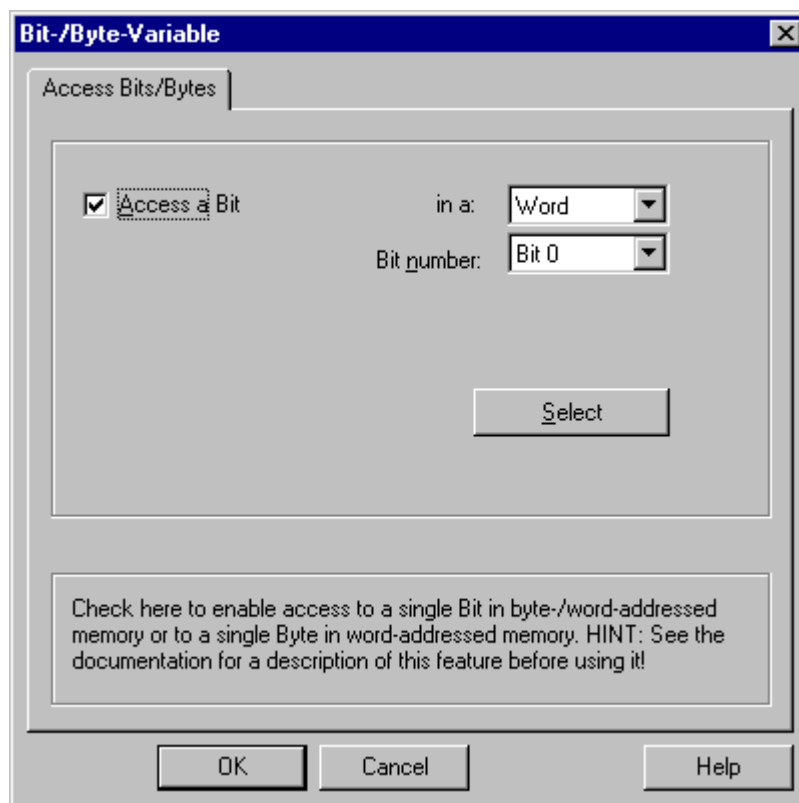 Bit-/Byte-Variable
Access Bits/Bytes
Access a Bit
in a:
Word
Bit number:
Bit 0
Select
Check here to enable access to a single Bit in byte-/word-addressed
memory or to a single Byte in word-addressed memory. HINT: See the
documentation for a description of this feature before using it!
OK
Cancel
Help